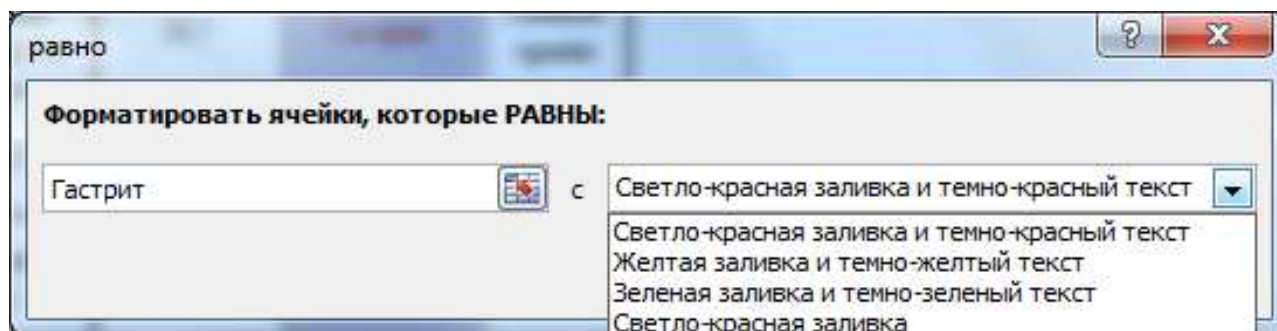 равно
Форматировать ячейки, которые РАВНЫ:
Гастрит с Светло-красная заливка и темно-красный текст
Светло-красная заливка и темно-красный текст
Желтая заливка и темно-желтый текст
Зеленая заливка и темно-зеленый текст
Светло-красная заливка